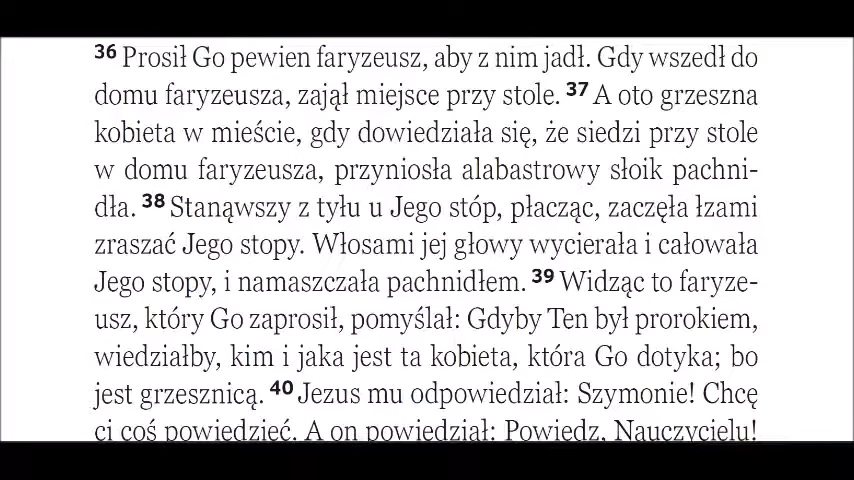 36 Prosił Go pewien faryzeusz, aby z nim jadł. Gdy wszedł do
domu faryzeusza, zajął miejsce przy stole. 37 A oto grzeszna
kobieta w mieście, gdy dowiedziała się, że siedzi przy stole
w domu faryzeusza, przyniosła alabastrowy słoik pachni-
dła. 38 Stanąwszy z tyłu u Jego stóp, płacząc, zaczęła łzami
zraszać Jego stopy. Włosami jej głowy wycierała i całowała
Jego stopy, i namaszczała pachnidłem. 39 Widząc to faryze-
usz, który Go zaprosił, pomyślał: Gdyby Ten był prorokiem,
wiedziałby, kim i jaka jest ta kobieta, która Go dotyka; bo
jest grzesznicą. 40 Jezus mu odpowiedział: Szymonie! Chcę
ci coś powiedzieć. A on powiedział: Powiedz, Nauczycielu!